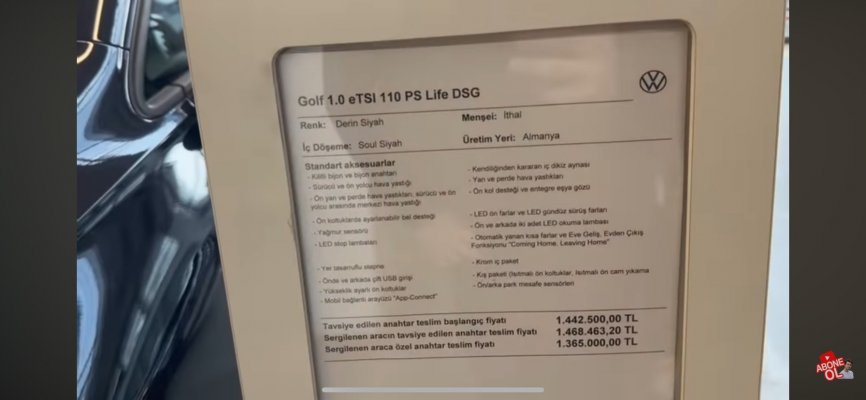 Golf 1.0 eTSI 110 PS Life DSG
Renk: Derin Siyah
Menşei: İthal
İç Döşeme: Soul Siyah
Üretim Yeri: Almanya
Standart aksesuarlar
- Kilitli bijon ve bijon anahtarı
- Sürücü ve ön yolcu hava yastığı
- Ön yan ve perde hava yastıkları; sürücü ve ön
yolcu arasında merkezi hava yastığı
- Ön koltuklarda ayarlanabilir bel desteği
- Yağmur sensörü
- LED stop lambaları
- Yer tasarruflu stepne
- Önde ve arkada çift USB girişi
- Yükseklik ayarlı ön koltuklar
- Mobil bağlantı arayüzü "App-Connect"
- Kendiliğinden kararan iç dikiz aynası
- Yan ve perde hava yastıkları
- Ön kol desteği ve entegre eşya gözü
- LED ön farlar ve LED gündüz sürüş farları
- Ön ve arkada iki adet LED okuma lambası
- Otomatik yanan kısa farlar ve Eve Geliş, Evden Çıkış
Fonksiyonu "Coming Home, Leaving Home"
- Krom iç paket
- Kış paketi (Isıtmalı ön koltuklar, Isıtmalı ön cam yıkama
- Ön/arka park mesafe sensörleri
Tavsiye edilen anahtar teslim başlangıç fiyatı 1.442.500,00 TL
Sergilenen aracın tavsiye edilen anahtar teslim fiyatı 1.468.463,20 TL
Sergilenen araca özel anahtar teslim fiyatı 1.365.000,00 TL
ABONE
OL